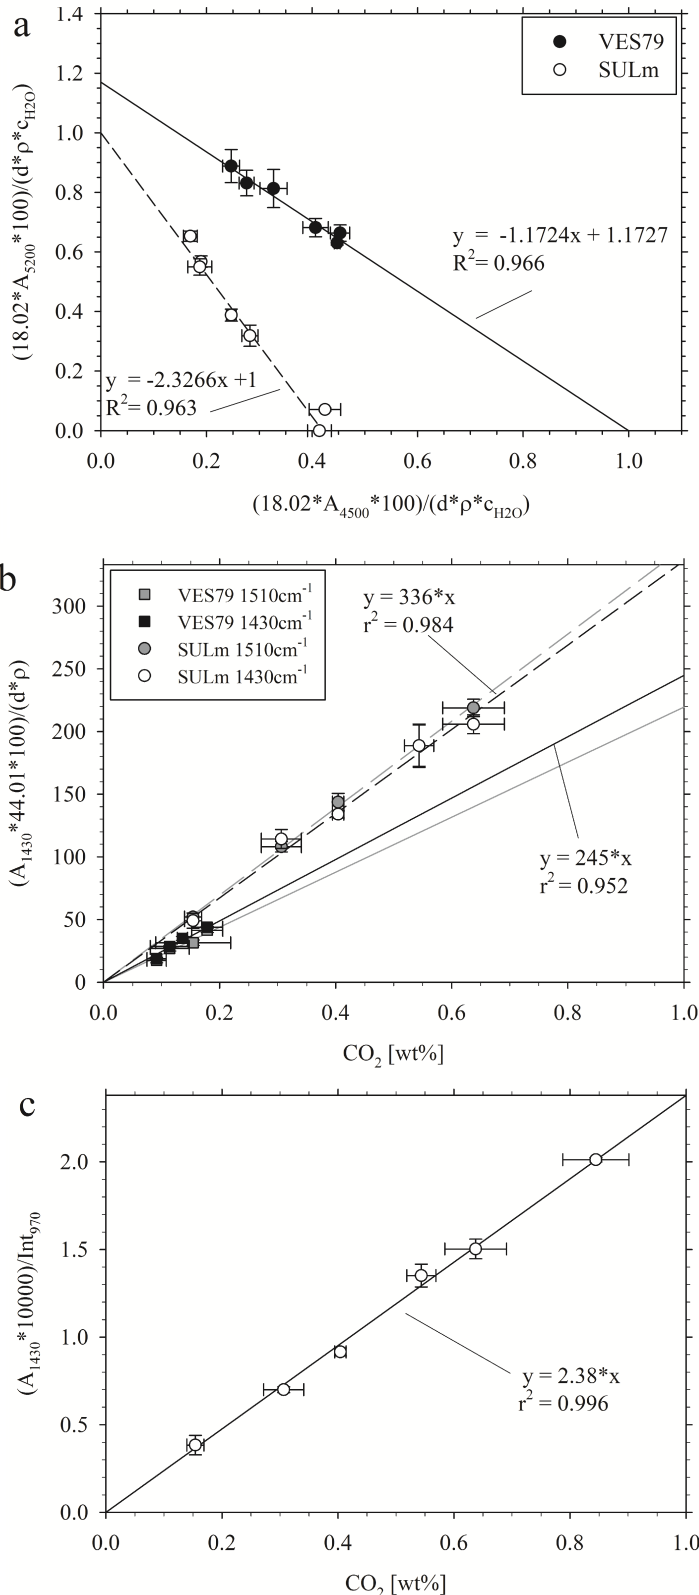 a
1.4
1.2
1.0
0.8
0.6
0.4
0.2
0.0
(18.02*A5200*100)/(d*ρ*cH2O)
VES79
SULm
y = -1.1724x + 1.1727
R2= 0.966
y = -2.3266x +1
R2= 0.963
0.0 0.2 0.4 0.6 0.8 1.0
(18.02*A4500*100)/(d*ρ*cH2O)
b
300
250
200
150
100
50
0
(A1430*44.01*100)/(d*ρ)
VES79 1510cm-1
VES79 1430cm-1
SULm 1510cm-1
SULm 1430cm-1
y = 336*x
r2 = 0.984
y = 245*x
r2 = 0.952
0.0 0.2 0.4 0.6 0.8 1.0
CO2 [wt%]
c
2.0
1.5
1.0
0.5
0.0
(A1430*10000)/Int970
y = 2.38*x
r2 = 0.996
0.0 0.2 0.4 0.6 0.8 1.0
CO2 [wt%]